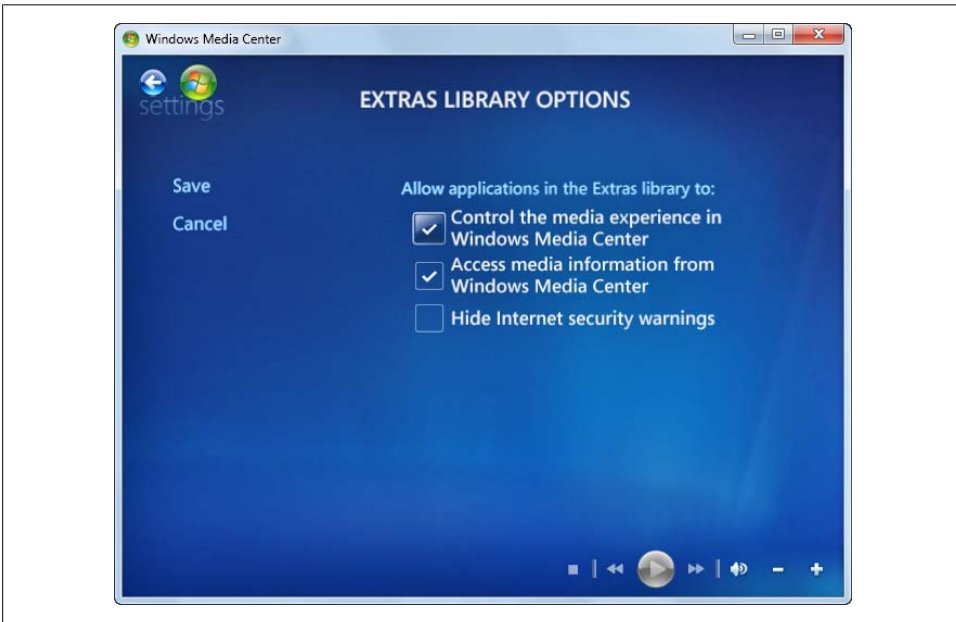 Windows Media Center
settings
EXTRAS LIBRARY OPTIONS
Save
Cancel
Allow applications in the Extras library to:
Control the media experience in
Windows Media Center
Access media information from
Windows Media Center
Hide Internet security warnings